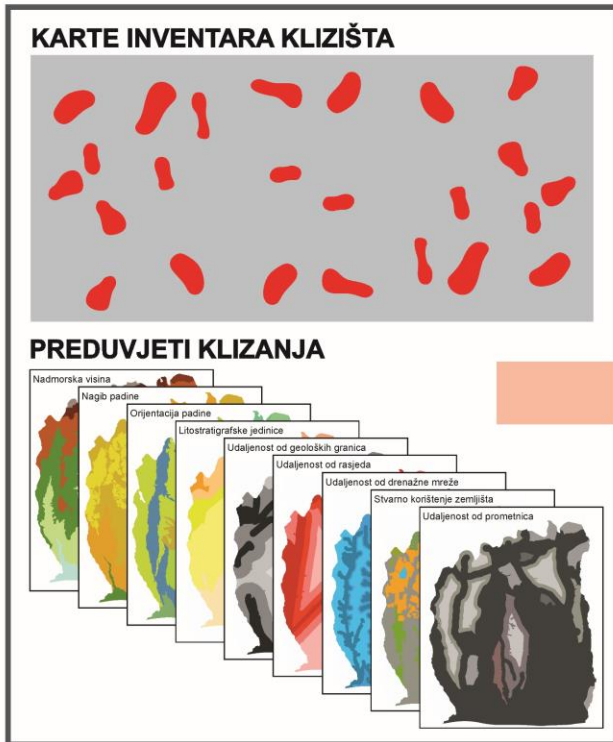 KARTE INVENTARA KLIZIŠTA
PREDUVJETI KLIZANJA
Nadmorska visina
Nagib padine
Orijentacija padine
Litostratigrafske jedinice
Udaljenost od geoloških granica
Udaljenost od rasjeda
Udaljenost od drenažne mreže
Stvarno korištenje zemljišta
Udaljenost od prometnica